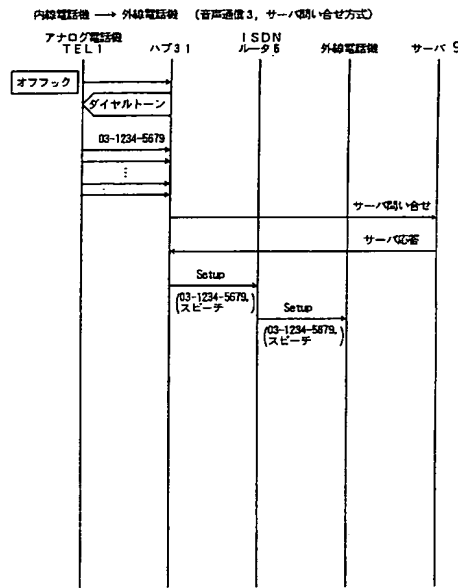 内線電話機 → 外線電話機 (音声通信3, サーバ問い合せ方式)
アナログ電話機
TEL1
ハブ31
ISDN
ルータ6
外線電話機
サーバ 9
オフフック
ダイヤルトーン
03-1234-5679
サーバ問い合せ
サーバ応答
Setup
(03-1234-5679,
スピーチ
Setup
(03-1234-5679,
スピーチ